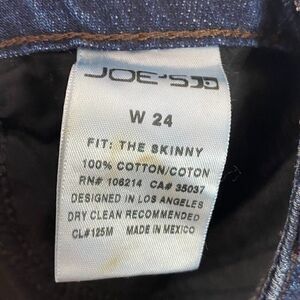 JOE'S
W 24
FIT: THE SKINNY
100% COTTON/COTON
RN# 106214 CA# 35037
DESIGNED IN LOS ANGELES
DRY CLEAN RECOMMENDED
CL#125M MADE IN MEXICO